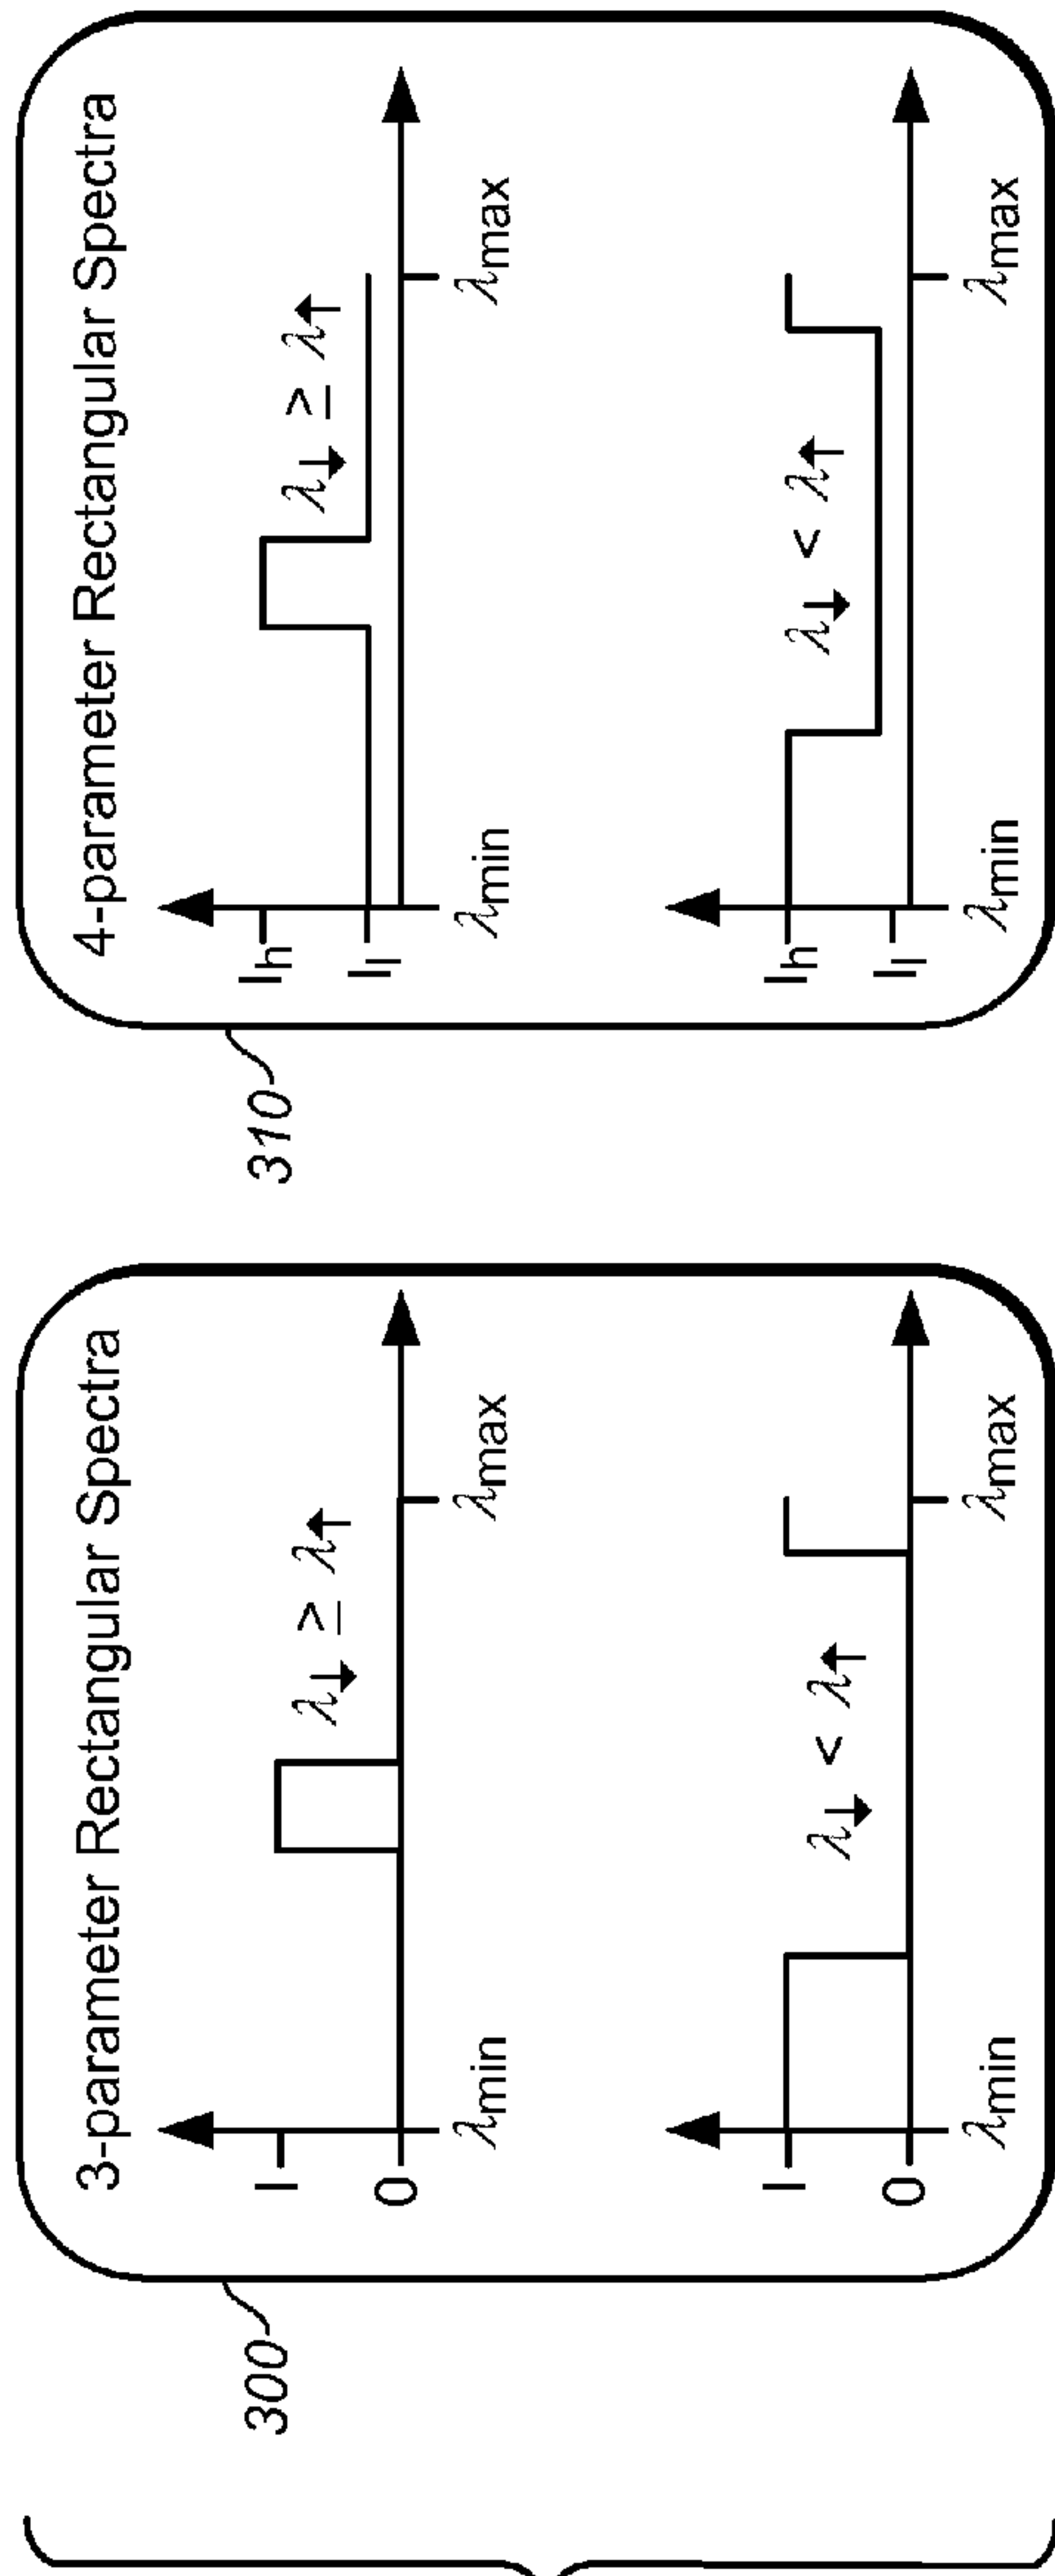 300
3-parameter Rectangular Spectra
I
0
λ↓ ≥ λ↑
λmin
λmax
I
0
λ↓ < λ↑
λmin
λmax
310
4-parameter Rectangular Spectra
Ih
Il
λ↓ ≥ λ↑
λmin
λmax
Ih
Il
λ↓ < λ↑
λmin
λmax